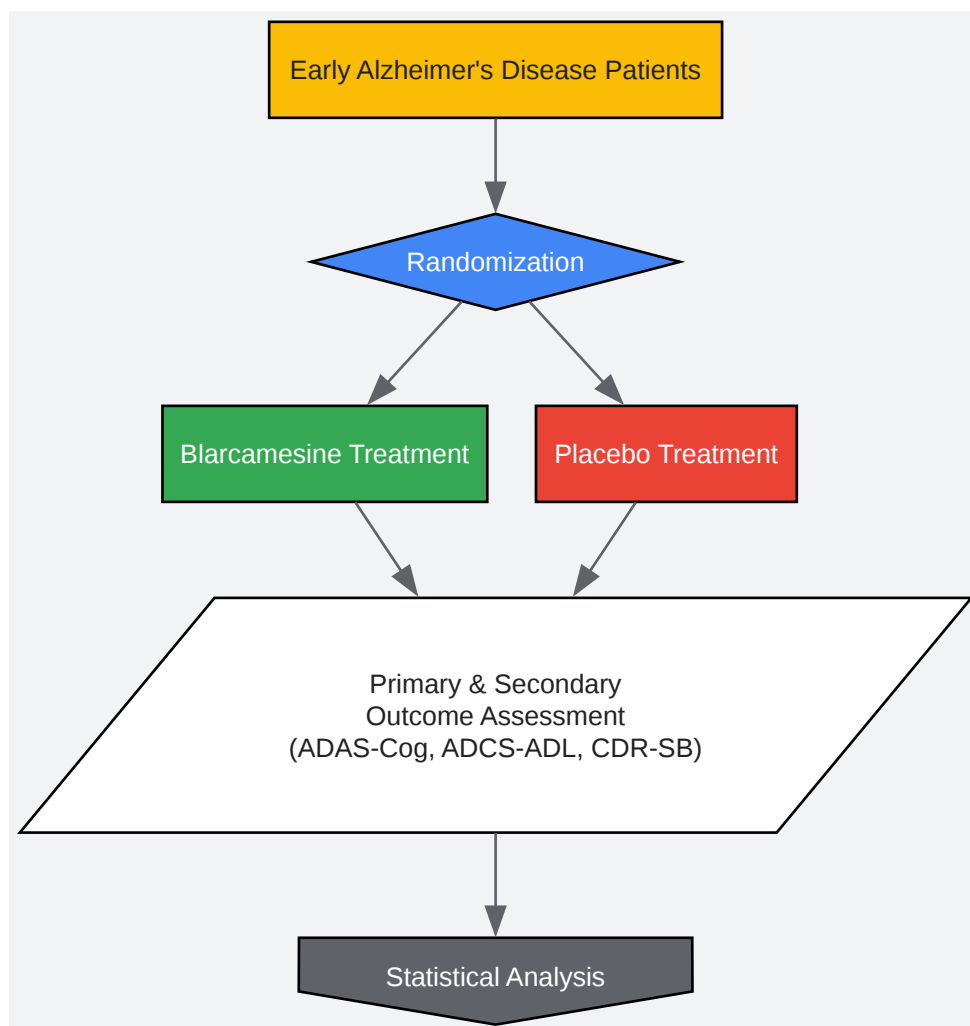 Early Alzheimer's Disease Patients
Randomization
Blarcamesine Treatment
Placebo Treatment
Primary & Secondary
Outcome Assessment
(ADAS-Cog, ADCS-ADL, CDR-SB)
Statistical Analysis